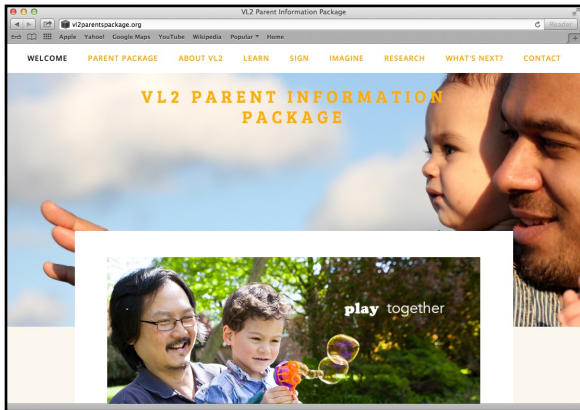 VL2 Parent Information Package
vl2parentspackage.org
Reader
Apple Yahoo! Google Maps YouTube Wikipedia Popular Home
WELCOME PARENT PACKAGE ABOUT VL2 LEARN SIGN IMAGINE RESEARCH WHAT'S NEXT? CONTACT
VL2 PARENT INFORMATION
PACKAGE
play together